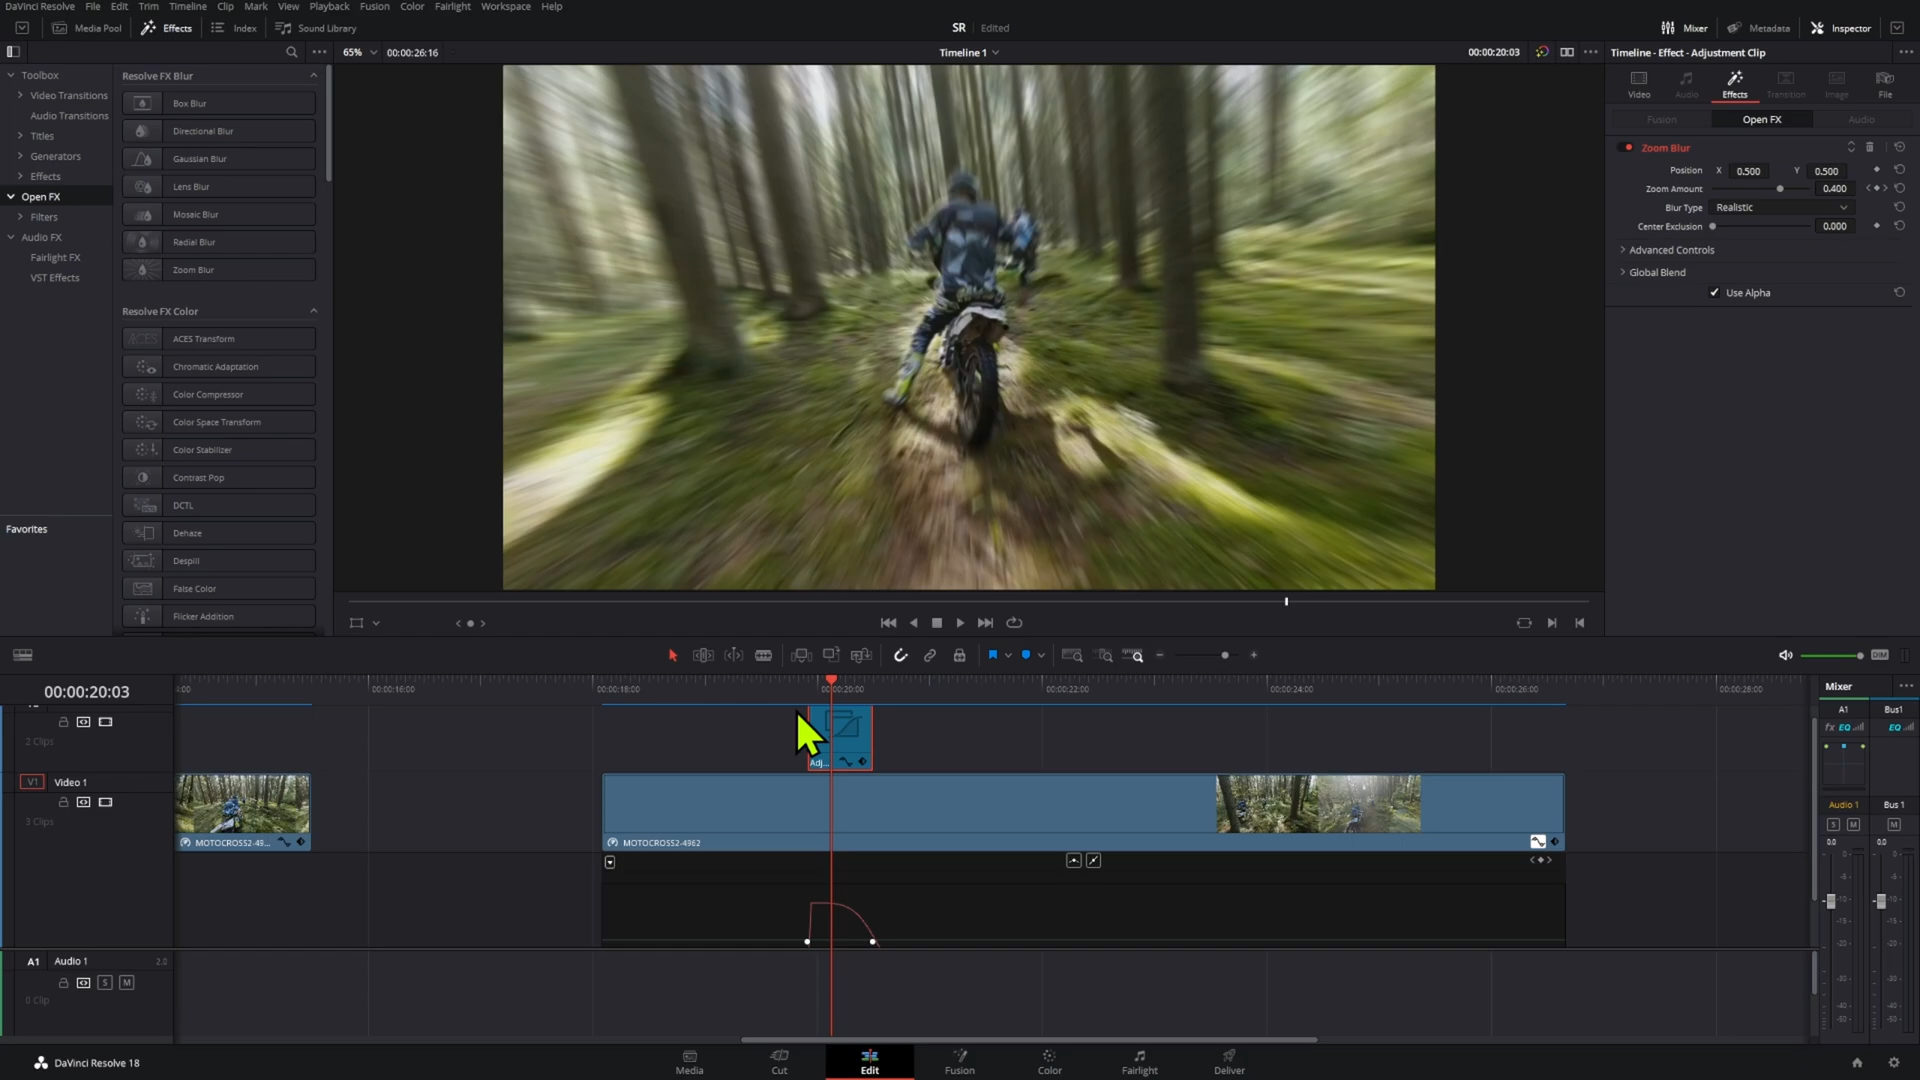 DaVinci Resolve File Edit Trim Timeline Clip Mark View Playback Fusion Color Fairlight Workspace Help
Media Pool Effects Index Sound Library SR Edited Mixer Metadata Inspector
65% 00:00:26:16 Timeline 1 00:00:20:03 Timeline - Effect - Adjustment Clip
Toolbox
Video Transitions
Audio Transitions
Titles
Generators
Effects
Open FX
Filters
Audio FX
Fairlight FX
VST Effects
Favorites
Resolve FX Blur
Box Blur
Directional Blur
Gaussian Blur
Lens Blur
Mosaic Blur
Radial Blur
Zoom Blur
Resolve FX Color
ACES Transform
Chromatic Adaptation
Color Compressor
Color Space Transform
Color Stabilizer
Contrast Pop
DCTL
Dehaze
Despill
False Color
Flicker Addition
Video Audio Effects Transition Image File
Fusion Open FX Audio
Zoom Blur
Position X 0.500 Y 0.500
Zoom Amount 0.400
Blur Type Realistic
Center Exclusion 0.000
Advanced Controls
Global Blend
Use Alpha
DIM
00:00:20:03
00:00:16:00 00:00:18:00 00:00:20:00 00:00:22:00 00:00:24:00 00:00:26:00 00:00:28:00
2 Clips
Adj...
V1 Video 1
3 Clips
MOTOCROSS2-49... MOTOCROSS2-4962
A1 Audio 1 2.0
S M
0 Clip
Mixer
A1 Bus1
fx EQ EQ
Audio 1 Bus 1
S M M
0.0 0.0
DaVinci Resolve 18
Media Cut Edit Fusion Color Fairlight Deliver